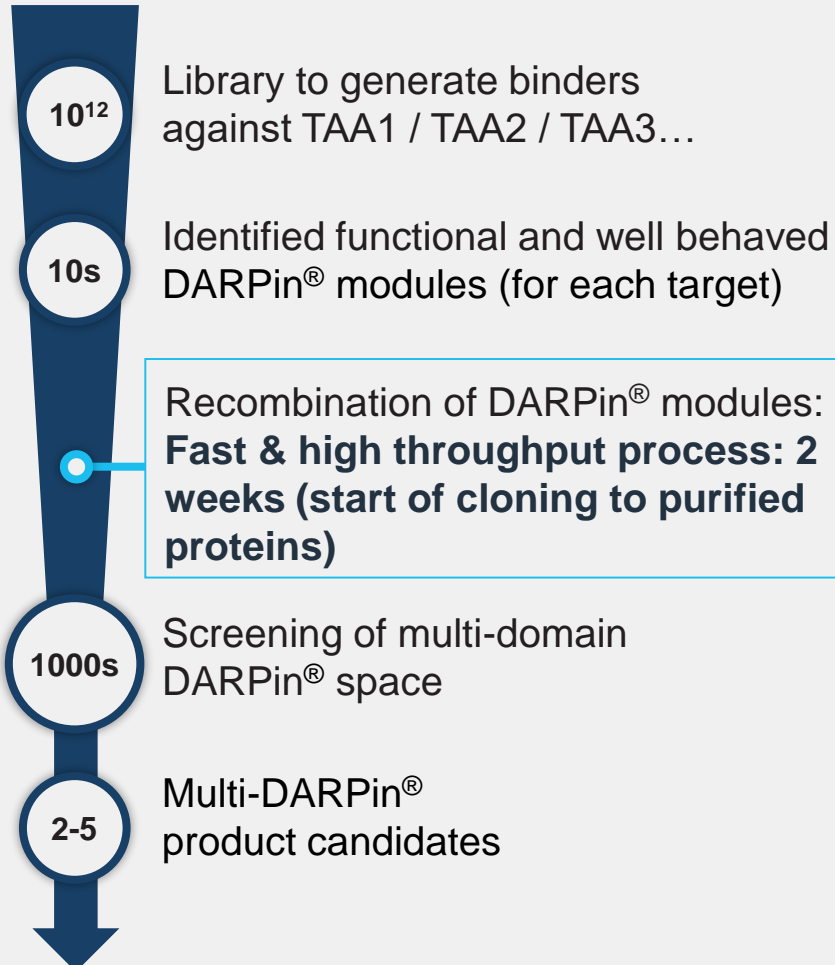 10¹²
Library to generate binders
against TAA1 / TAA2 / TAA3…
10s
Identified functional and well behaved
DARPin® modules (for each target)
Recombination of DARPin® modules:
Fast & high throughput process: 2
weeks (start of cloning to purified
proteins)
1000s
Screening of multi-domain
DARPin® space
2-5
Multi-DARPin®
product candidates